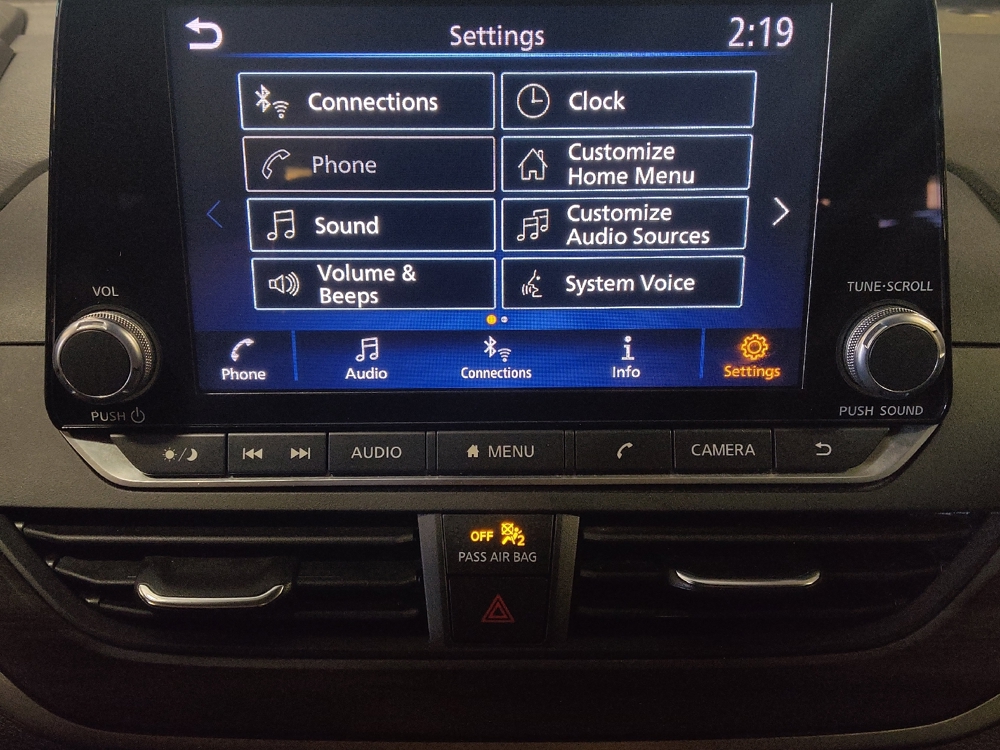 Settings
2:19
Connections
Clock
Phone
Customize
Home Menu
Sound
Customize
Audio Sources
Volume &
Beeps
System Voice
Phone
Audio
Connections
Info
Settings
VOL
TUNE·SCROLL
PUSH
PUSH SOUND
AUDIO
MENU
CAMERA
OFF
2
PASS AIR BAG